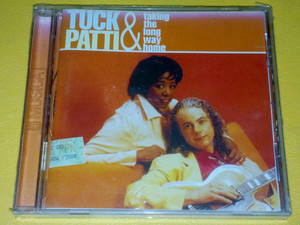 TUCK
&
PATTI
taking
the
long
way
home